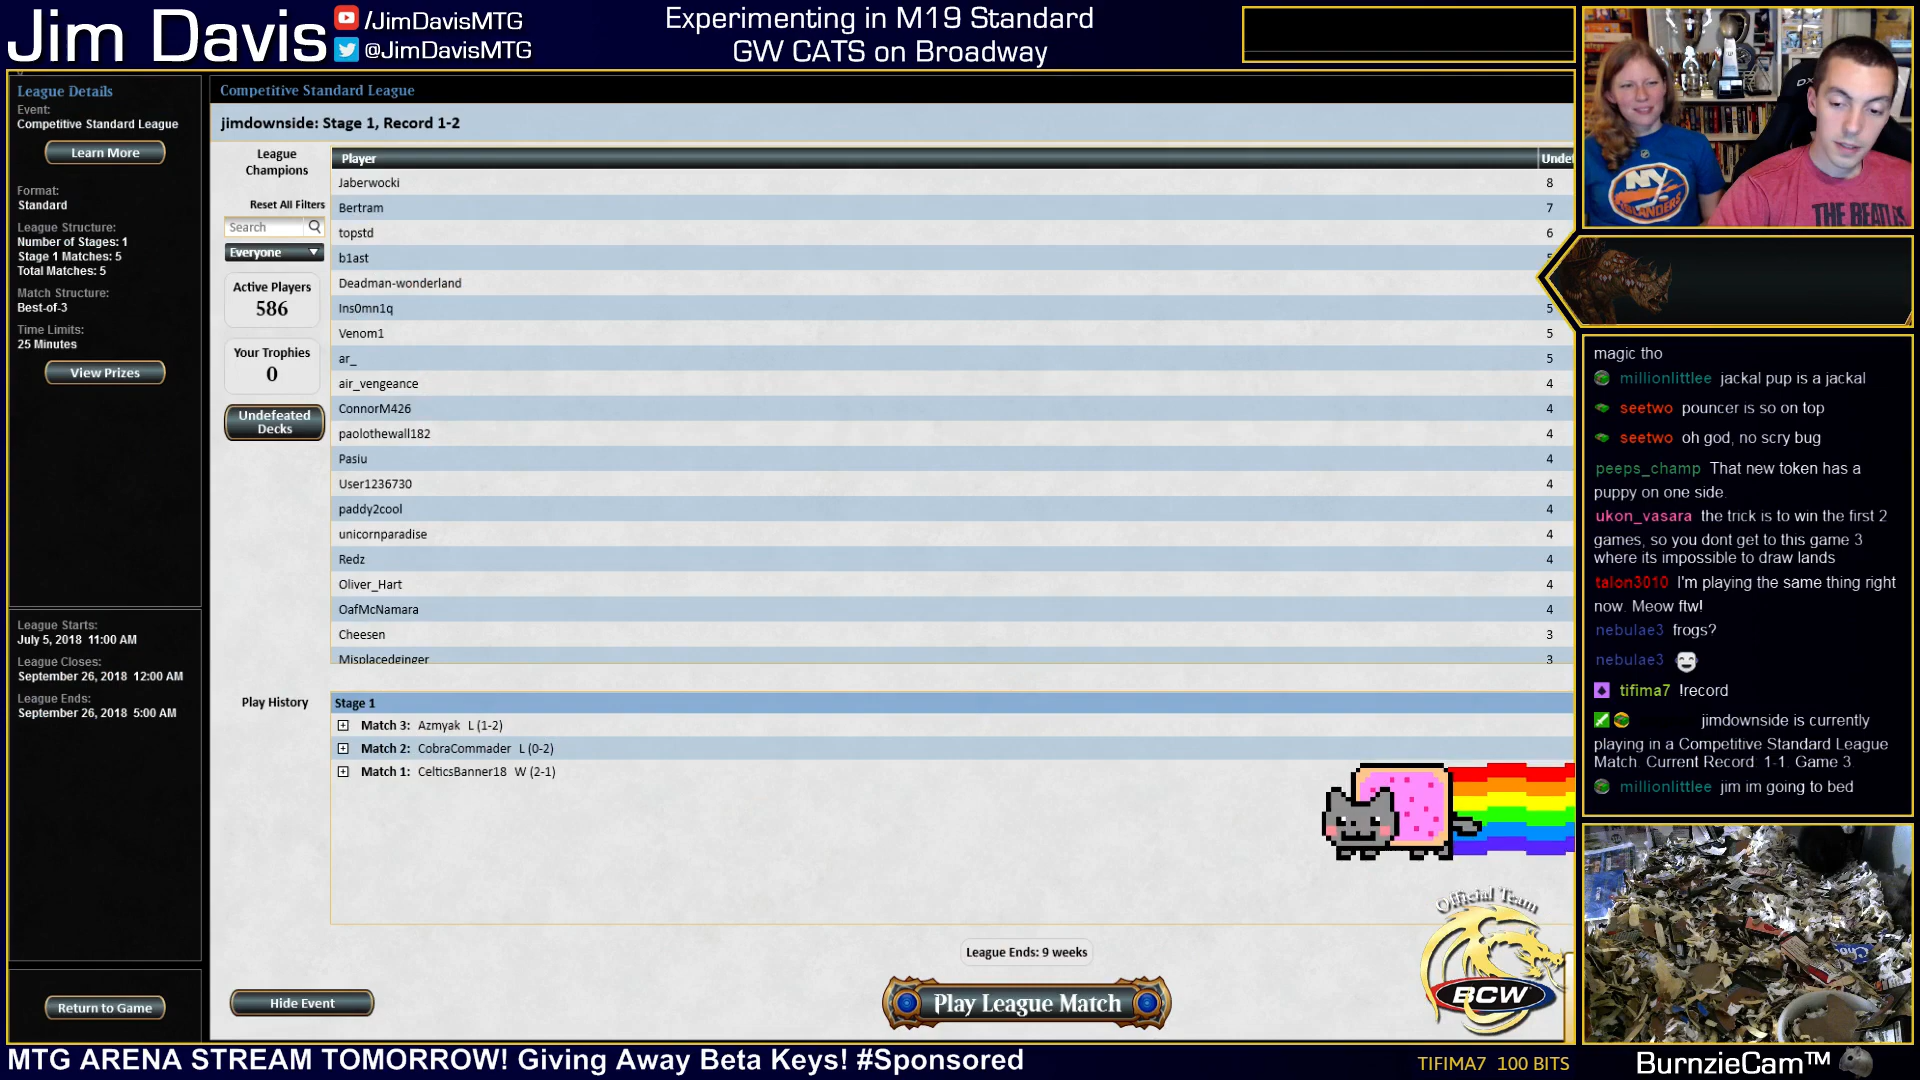 Jim Davis
/JimDavisMTG
@JimDavisMTG
Experimenting in M19 Standard
GW CATS on Broadway
League Details
Event:
Competitive Standard League
Learn More
Format:
Standard
League Structure:
Number of Stages: 1
Stage 1 Matches: 5
Total Matches: 5
Match Structure:
Best-of-3
Time Limits:
25 Minutes
View Prizes
League Starts:
July 5, 2018 11:00 AM
League Closes:
September 26, 2018 12:00 AM
League Ends:
September 26, 2018 5:00 AM
Return to Game
Competitive Standard League
jimdownside: Stage 1, Record 1-2
League
Champions
Reset All Filters
Search
Everyone
Active Players
586
Your Trophies
0
Undefeated
Decks
Player Undef
Jaberwocki 8
Bertram 7
topstd 6
b1ast
Deadman-wonderland
Ins0mn1q 5
Venom1 5
ar_ 5
air_vengeance 4
ConnorM426 4
paolothewall182 4
Pasiu 4
User1236730 4
paddy2cool 4
unicornparadise 4
Redz 4
Oliver_Hart 4
OafMcNamara 4
Cheesen 3
Misplacedginger 3
Play History
Stage 1
Match 3: Azmyak L (1-2)
Match 2: CobraCommader L (0-2)
Match 1: CelticsBanner18 W (2-1)
League Ends: 9 weeks
Hide Event
Play League Match
Official Team
BCW
NY
ISLANDERS
THE BEATLES
magic tho
millionlittlee jackal pup is a jackal
seetwo pouncer is so on top
seetwo oh god, no scry bug
peeps_champ That new token has a
puppy on one side.
ukon_vasara the trick is to win the first 2
games, so you dont get to this game 3
where its impossible to draw lands
talon3010 I'm playing the same thing right
now. Meow ftw!
nebulae3 frogs?
nebulae3
tifima7 !record
jimdownside is currently
playing in a Competitive Standard League
Match. Current Record: 1-1. Game 3.
millionlittlee jim im going to bed
MTG ARENA STREAM TOMORROW! Giving Away Beta Keys! #Sponsored
TIFIMA7 100 BITS
BurnzieCam™